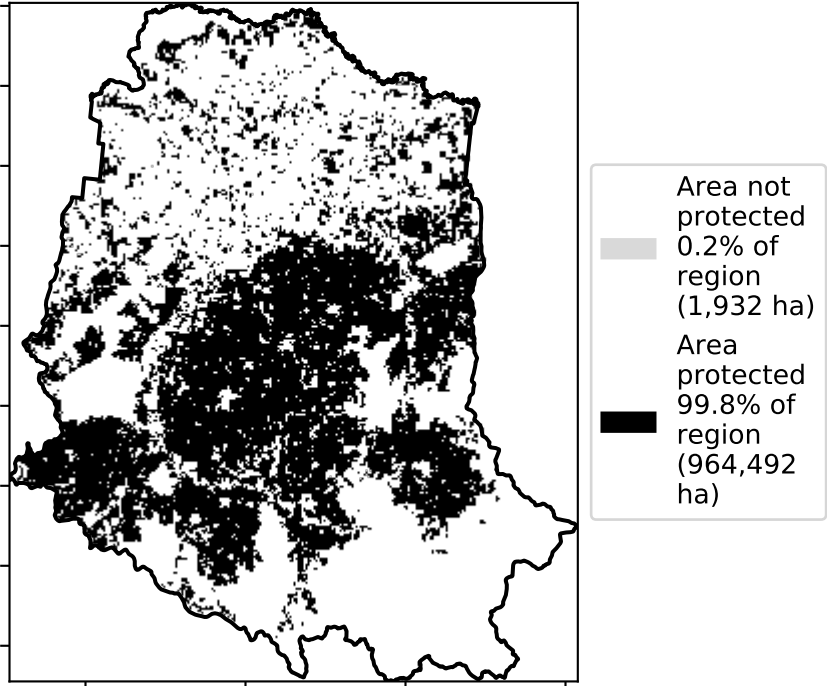 Area not
protected
0.2% of
region
(1,932 ha)
Area
protected
99.8% of
region
(964,492
ha)